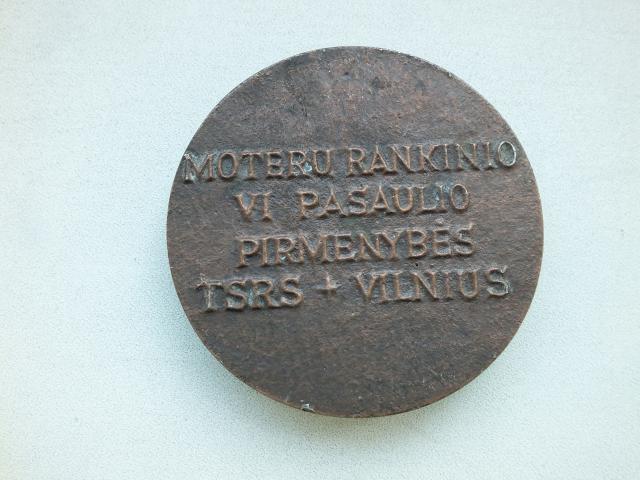 MOTERŲ RANKINIO
VI PASAULIO
PIRMENYBĖS
TSRS + VILNIUS